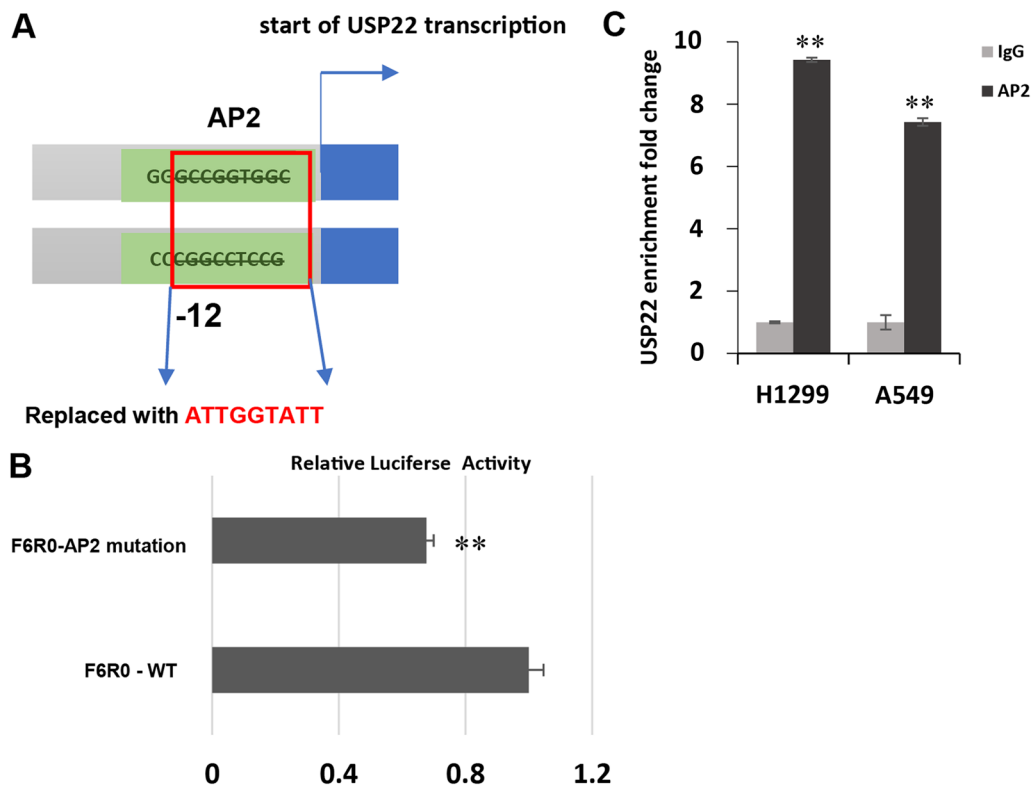 A
start of USP22 transcription
AP2
GGGCCGGTGGC
CCCGGCCTCCG
-12
Replaced with ATTGGTATT
B
Relative Luciferse Activity
F6R0-AP2 mutation
**
F6R0 - WT
0 0.4 0.8 1.2
C
USP22 enrichment fold change
10
8
6
4
2
0
**
**
H1299 A549
IgG
AP2